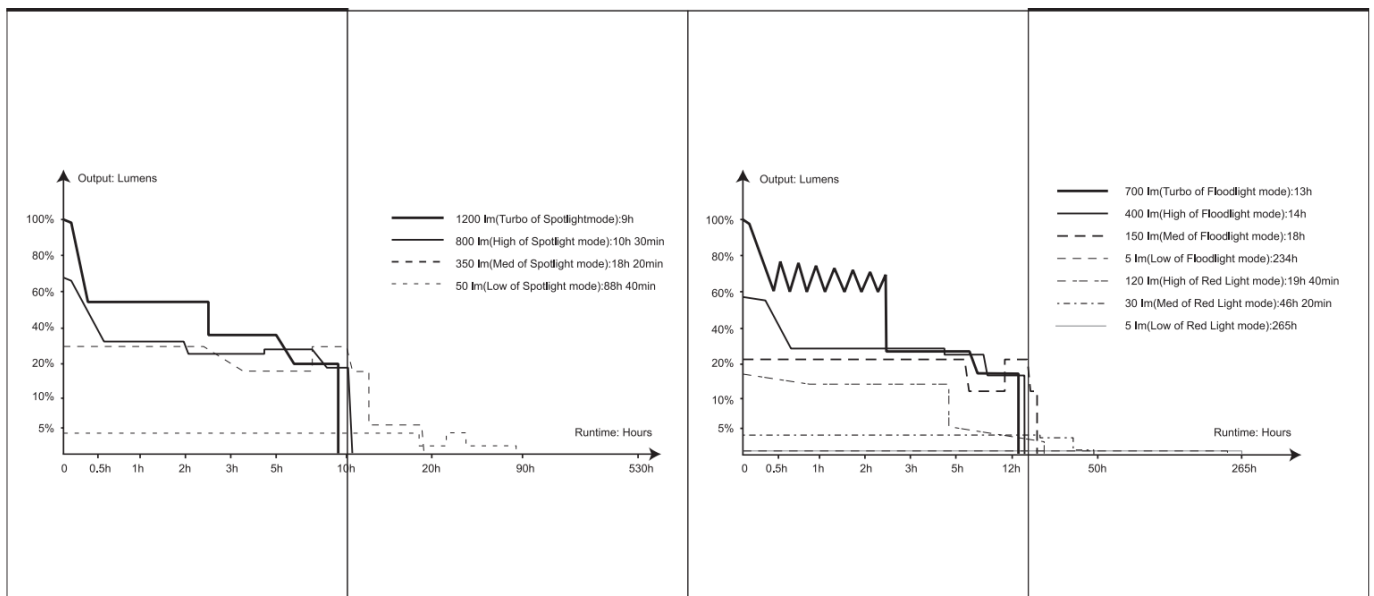 Output: Lumens
100%
80%
60%
40%
20%
10%
5%
1200 lm(Turbo of Spotlightmode):9h
800 lm(High of Spotlight mode):10h 30min
350 lm(Med of Spotlight mode):18h 20min
50 lm(Low of Spotlight mode):88h 40min
Runtime: Hours
0 0.5h 1h 2h 3h 5h 10h 20h 90h 530h
Output: Lumens
100%
80%
60%
40%
20%
10%
5%
700 lm(Turbo of Floodlight mode):13h
400 lm(High of Floodlight mode):14h
150 lm(Med of Floodlight mode):18h
5 lm(Low of Floodlight mode):234h
120 lm(High of Red Light mode):19h 40min
30 lm(Med of Red Light mode):46h 20min
5 lm(Low of Red Light mode):265h
Runtime: Hours
0 0.5h 1h 2h 3h 5h 12h 50h 265h